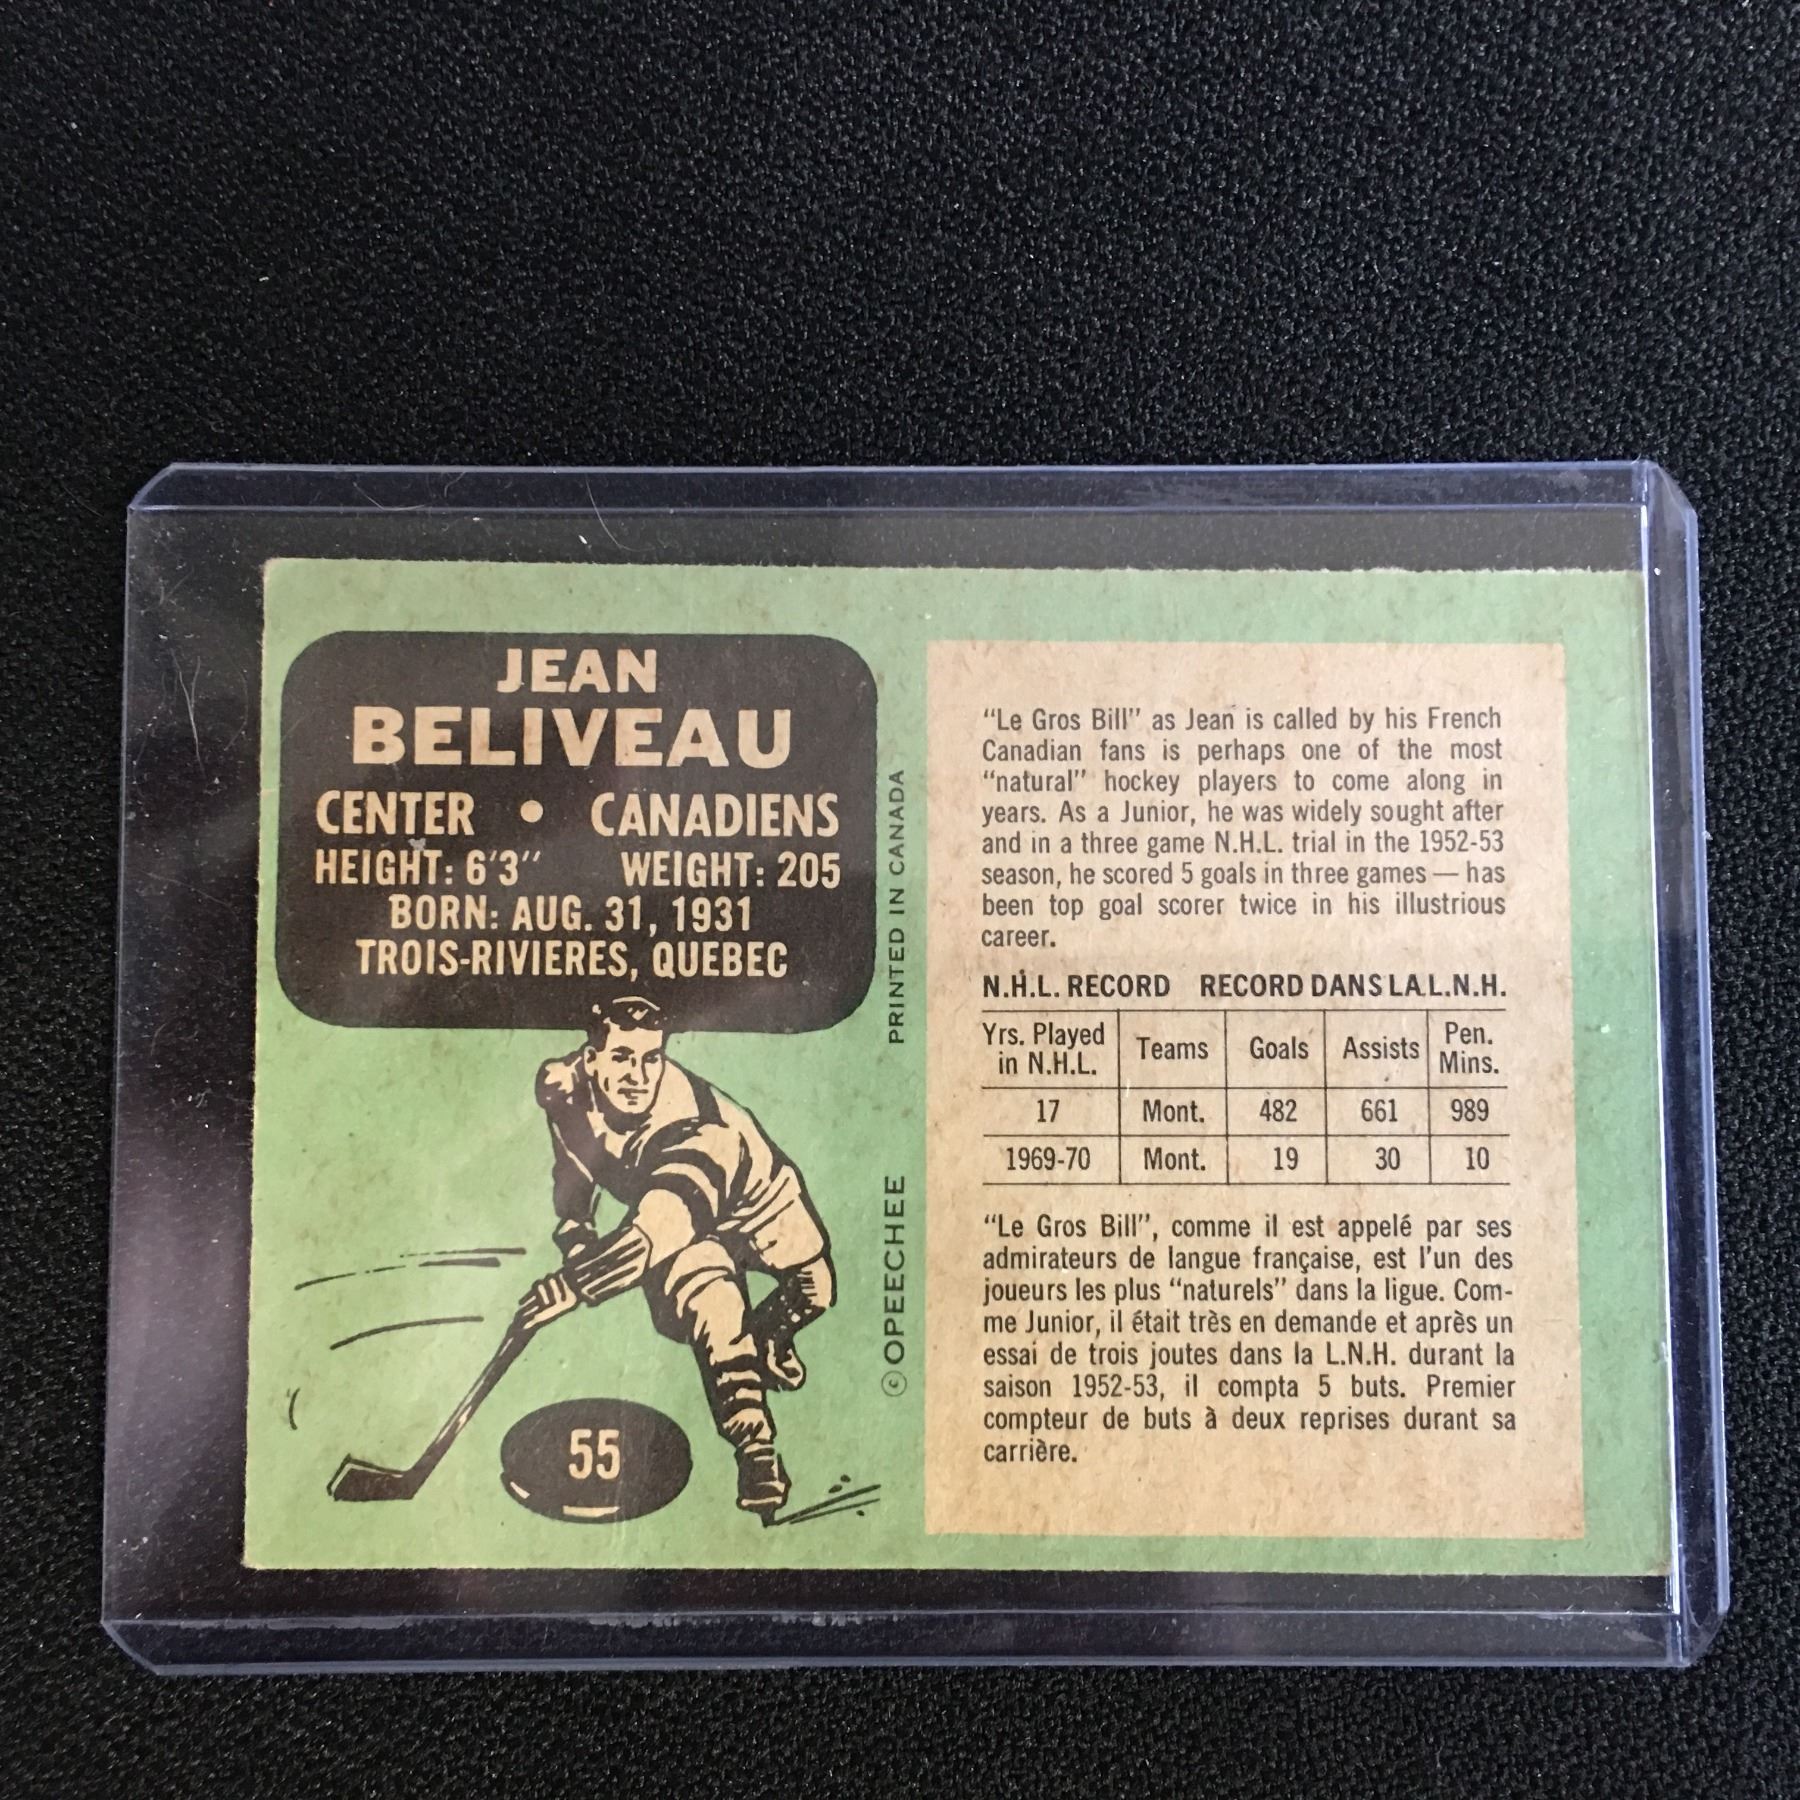 JEAN
BELIVEAU
CENTER • CANADIENS
HEIGHT: 6'3" WEIGHT: 205
BORN: AUG. 31, 1931
TROIS-RIVIERES, QUEBEC
55
© OPEECHEE PRINTED IN CANADA
"Le Gros Bill" as Jean is called by his French
Canadian fans is perhaps one of the most
"natural" hockey players to come along in
years. As a Junior, he was widely sought after
and in a three game N.H.L. trial in the 1952-53
season, he scored 5 goals in three games — has
been top goal scorer twice in his illustrious
career.
N.H.L. RECORD RECORD DANS LA L.N.H.
Yrs. Played in N.H.L. Teams Goals Assists Pen. Mins.
17 Mont. 482 661 989
1969-70 Mont. 19 30 10
"Le Gros Bill", comme il est appelé par ses
admirateurs de langue française, est l'un des
joueurs les plus "naturels" dans la ligue. Com-
me Junior, il était très en demande et après un
essai de trois joutes dans la L.N.H. durant la
saison 1952-53, il compta 5 buts. Premier
compteur de buts à deux reprises durant sa
carrière.